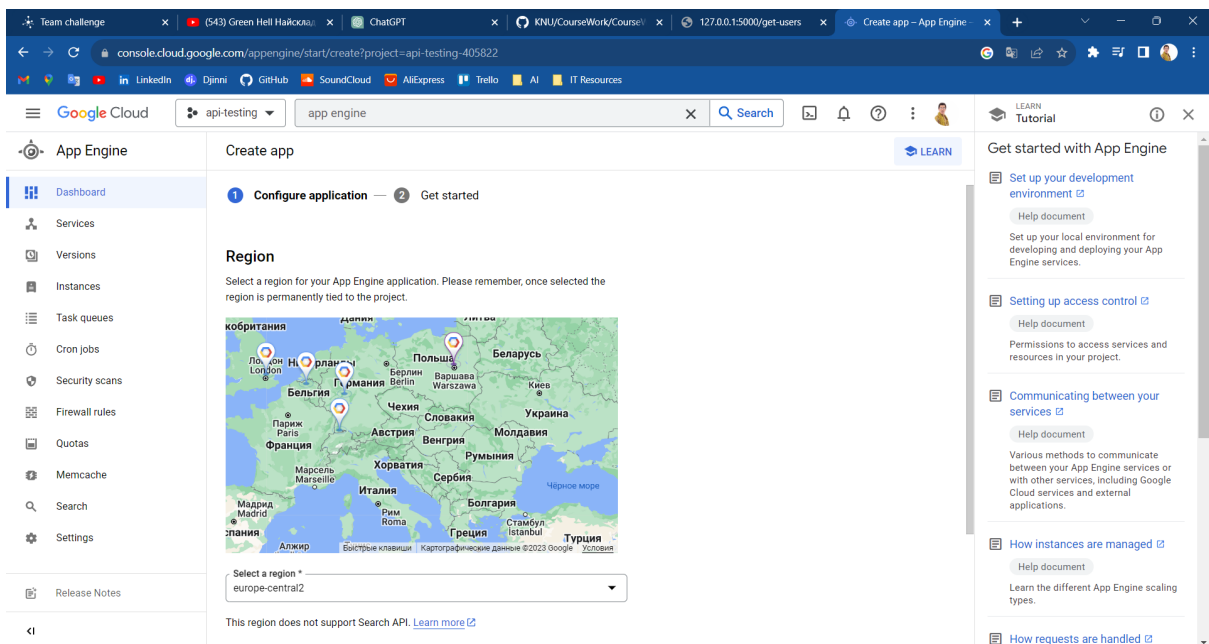 Team challenge
(543) Green Hell Найсклад
ChatGPT
KNU/CourseWork/CourseV
127.0.0.1:5000/get-users
Create app – App Engine –
console.cloud.google.com/appengine/start/create?project=api-testing-405822
LinkedIn
dj.
Djinni
GitHub
SoundCloud
AliExpress
Trello
AI
IT Resources
Google Cloud
api-testing
app engine
Search
LEARN
Tutorial
App Engine
Create app
LEARN
Get started with App Engine
Dashboard
Services
Versions
Instances
Task queues
Cron jobs
Security scans
Firewall rules
Quotas
Memcache
Search
Settings
Release Notes
1 Configure application — 2 Get started
Region
Select a region for your App Engine application. Please remember, once selected the
region is permanently tied to the project.
кобритания
Дания
Литва
London
Польша
Беларусь
Берлин
Berlin
Варшава
Warszawa
Киев
Бельгия
Париж
Paris
Чехия
Словакия
Украина
Франция
Австрия
Венгрия
Молдавия
Румыния
Марсель
Marseille
Хорватия
Сербия
Италия
Чёрное море
Мадрид
Madrid
Рим
Roma
Болгария
спания
Стамбул
Istanbul
Греция
Турция
Алжир
Быстрые клавиши
Картографические данные ©2023 Google
Условия
Select a region *
europe-central2
This region does not support Search API. Learn more
Set up your development
environment
Help document
Set up your local environment for
developing and deploying your App
Engine services.
Setting up access control
Help document
Permissions to access services and
resources in your project.
Communicating between your
services
Help document
Various methods to communicate
between your App Engine services or
with other services, including Google
Cloud services and external
applications.
How instances are managed
Help document
Learn the different App Engine scaling
types.
How requests are handled